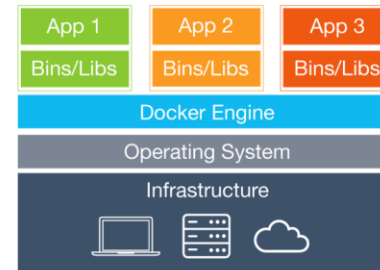 App 1 App 2 App 3
Bins/Libs Bins/Libs Bins/Libs
Docker Engine
Operating System
Infrastructure